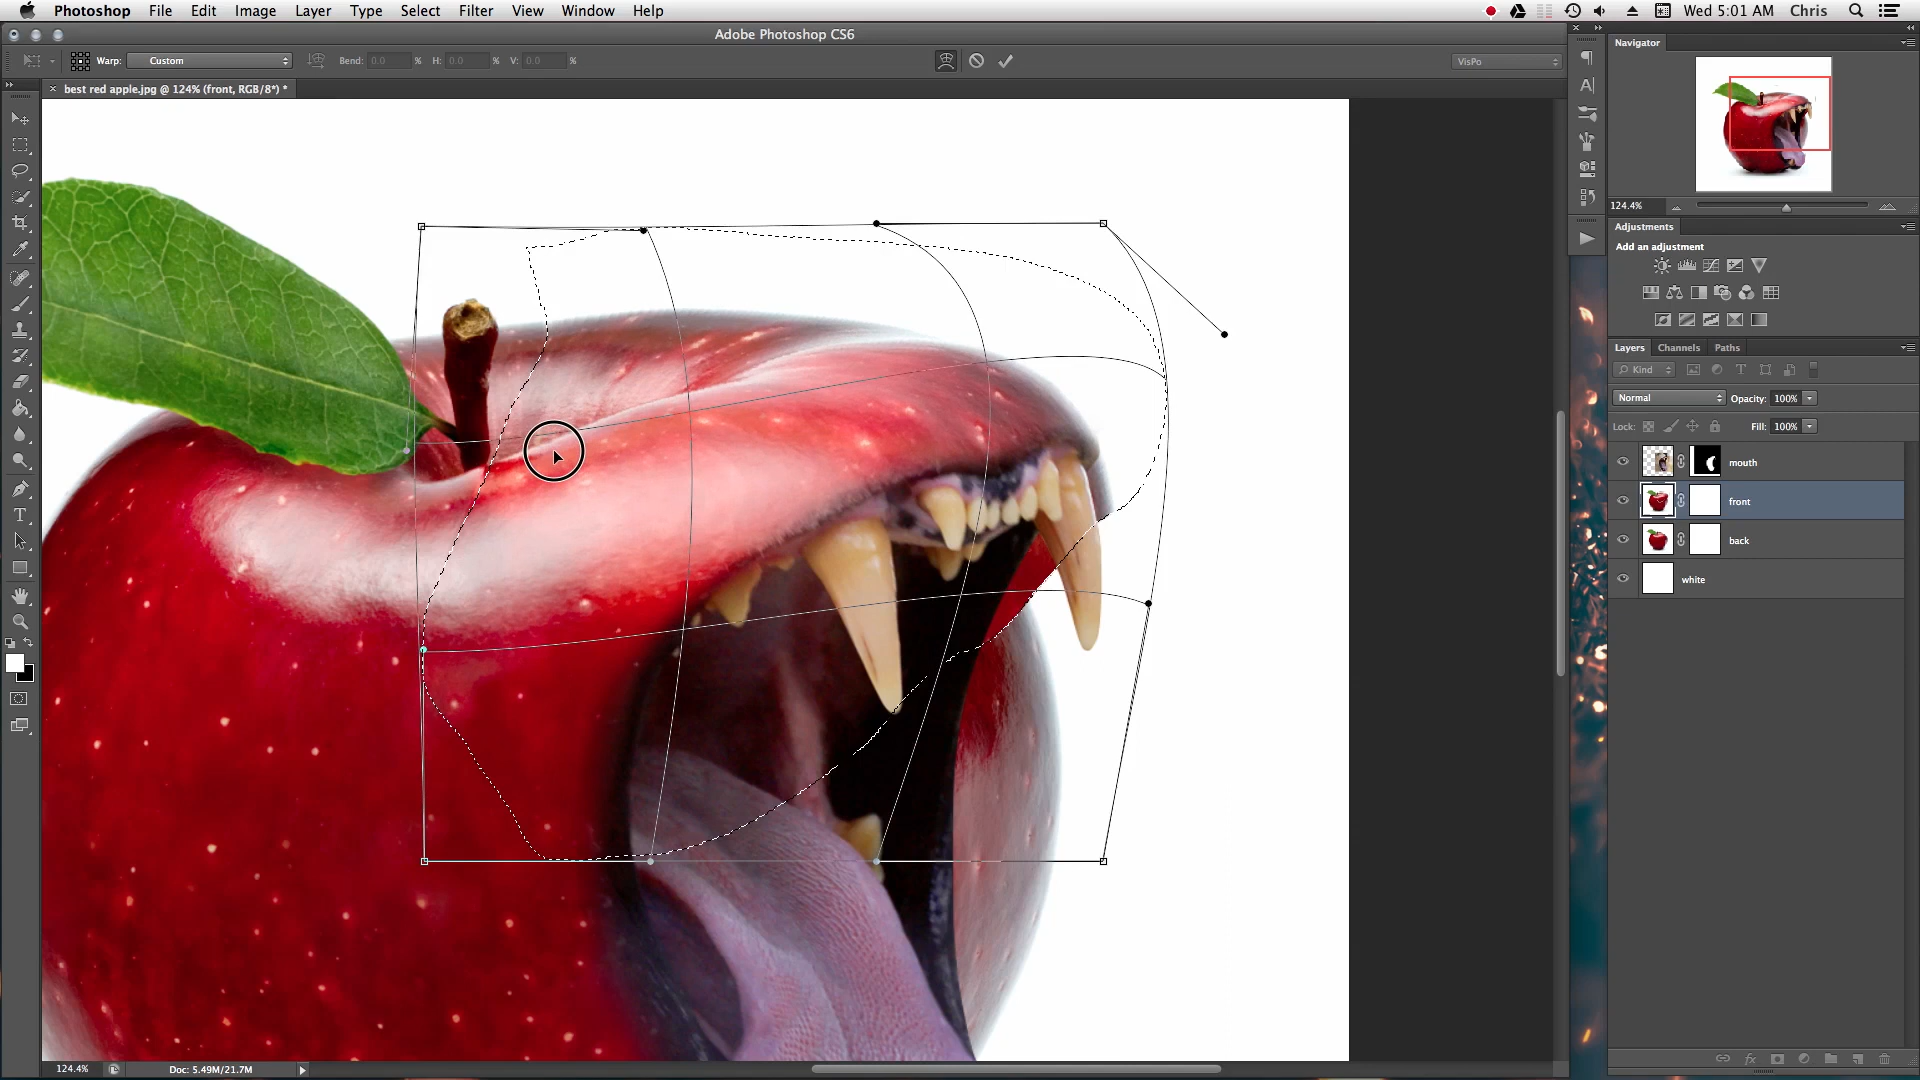 Photoshop File Edit Image Layer Type Select Filter View Window Help Wed 5:01 AM Chris
Adobe Photoshop CS6
Warp: Custom Bend: 0.0 % H: 0.0 % V: 0.0 % VisPo
× best red apple.jpg @ 124% (front, RGB/8*) *
Navigator
124.4%
Adjustments
Add an adjustment
Layers Channels Paths
Kind
Normal Opacity: 100%
Lock: Fill: 100%
mouth
front
back
white
124.4% Doc: 5.49M/21.7M